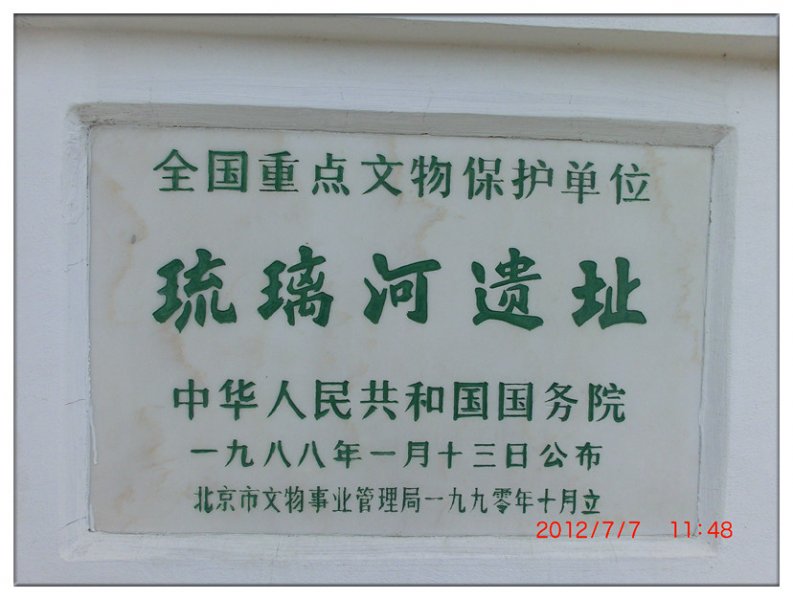 全国重点文物保护单位
琉璃河遗址
中华人民共和国国务院
一九八八年一月十三日公布
北京市文物事业管理局一九九零年十月立
2012/7/7 11:48